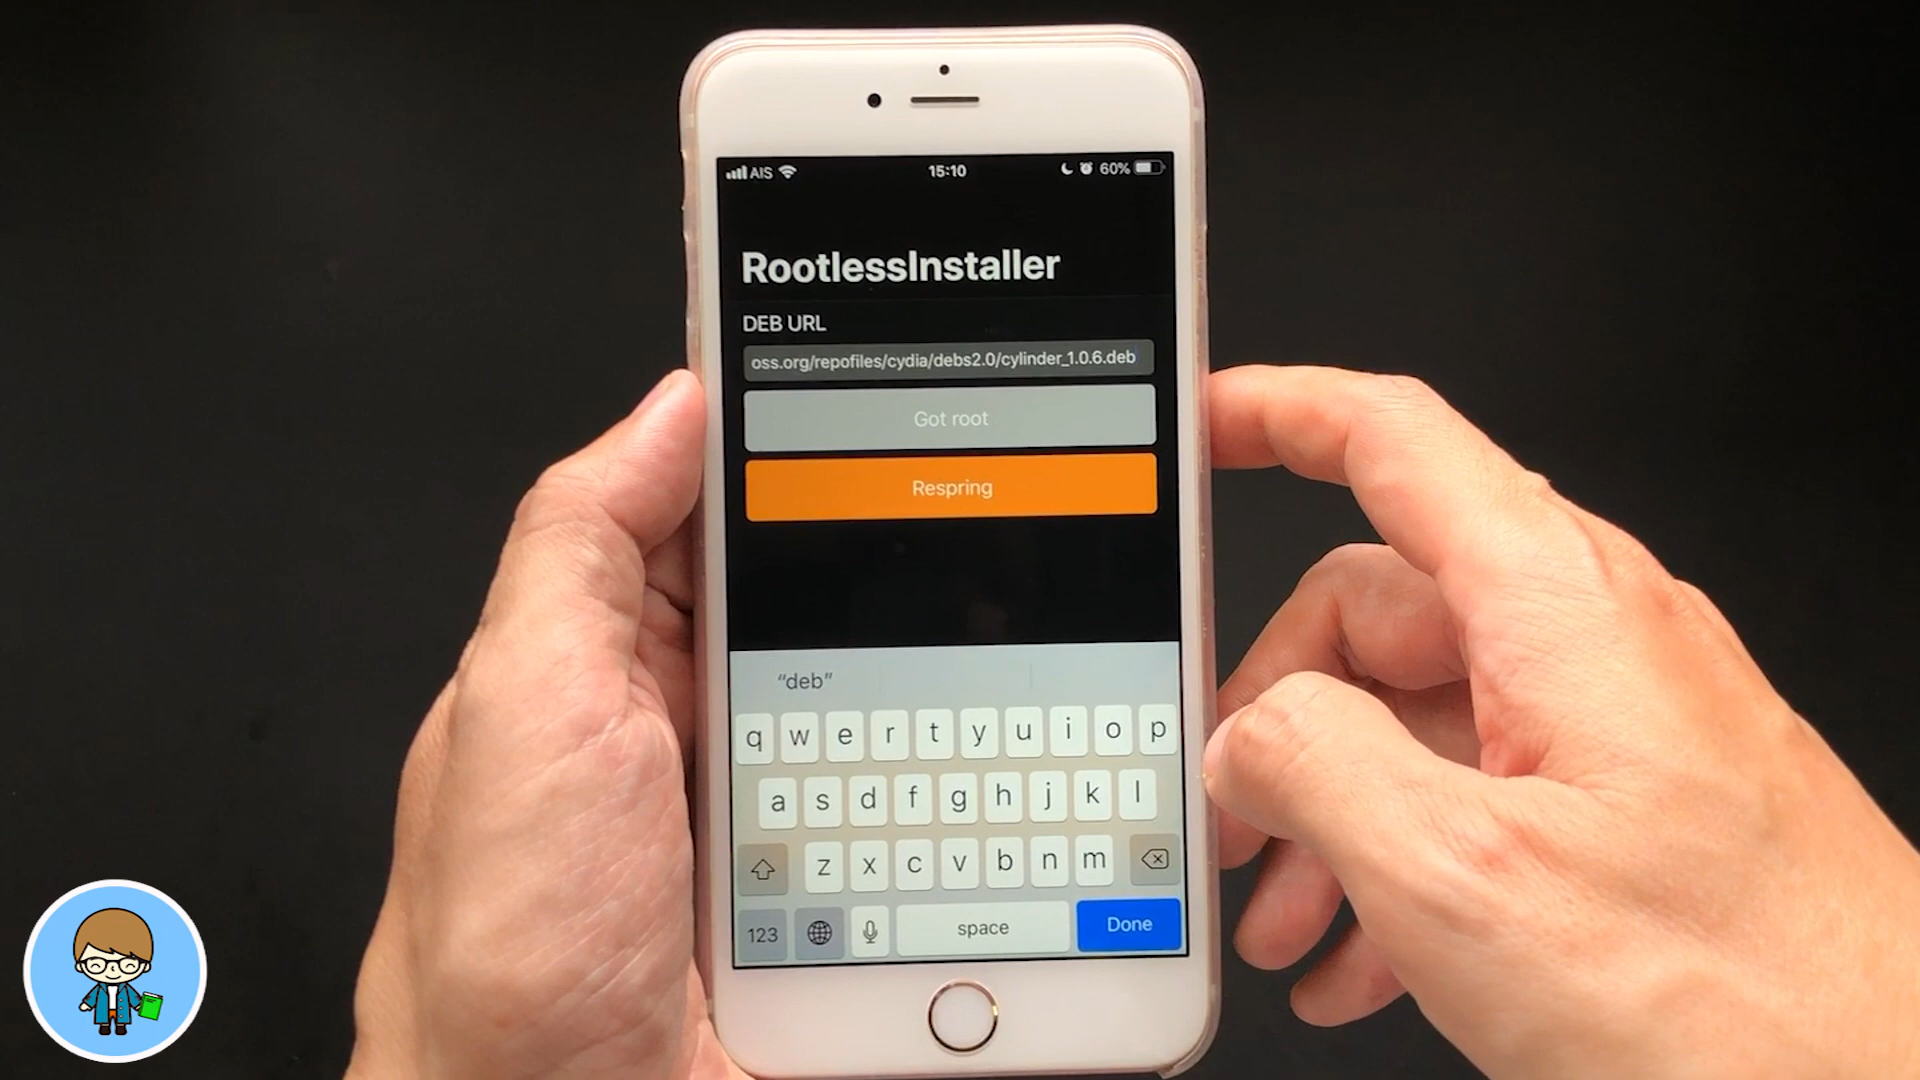 AIS 15:10 60%
RootlessInstaller
DEB URL
oss.org/repofiles/cydia/debs2.0/cylinder_1.0.6.deb
Got root
Respring
“deb”
q w e r t y u i o p
a s d f g h j k l
z x c v b n m
123 space Done